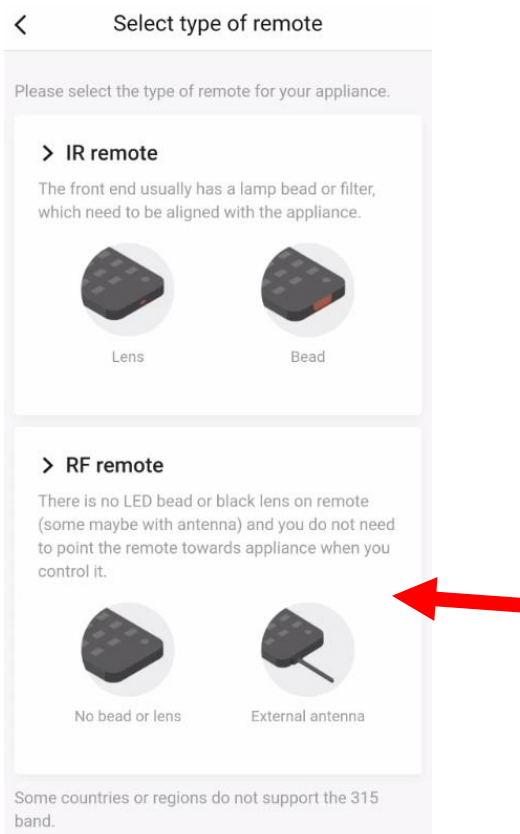 Select type of remote
Please select the type of remote for your appliance.
IR remote
The front end usually has a lamp bead or filter,
which need to be aligned with the appliance.
Lens
Bead
RF remote
There is no LED bead or black lens on remote
(some maybe with antenna) and you do not need
to point the remote towards appliance when you
control it.
No bead or lens
External antenna
Some countries or regions do not support the 315
band.